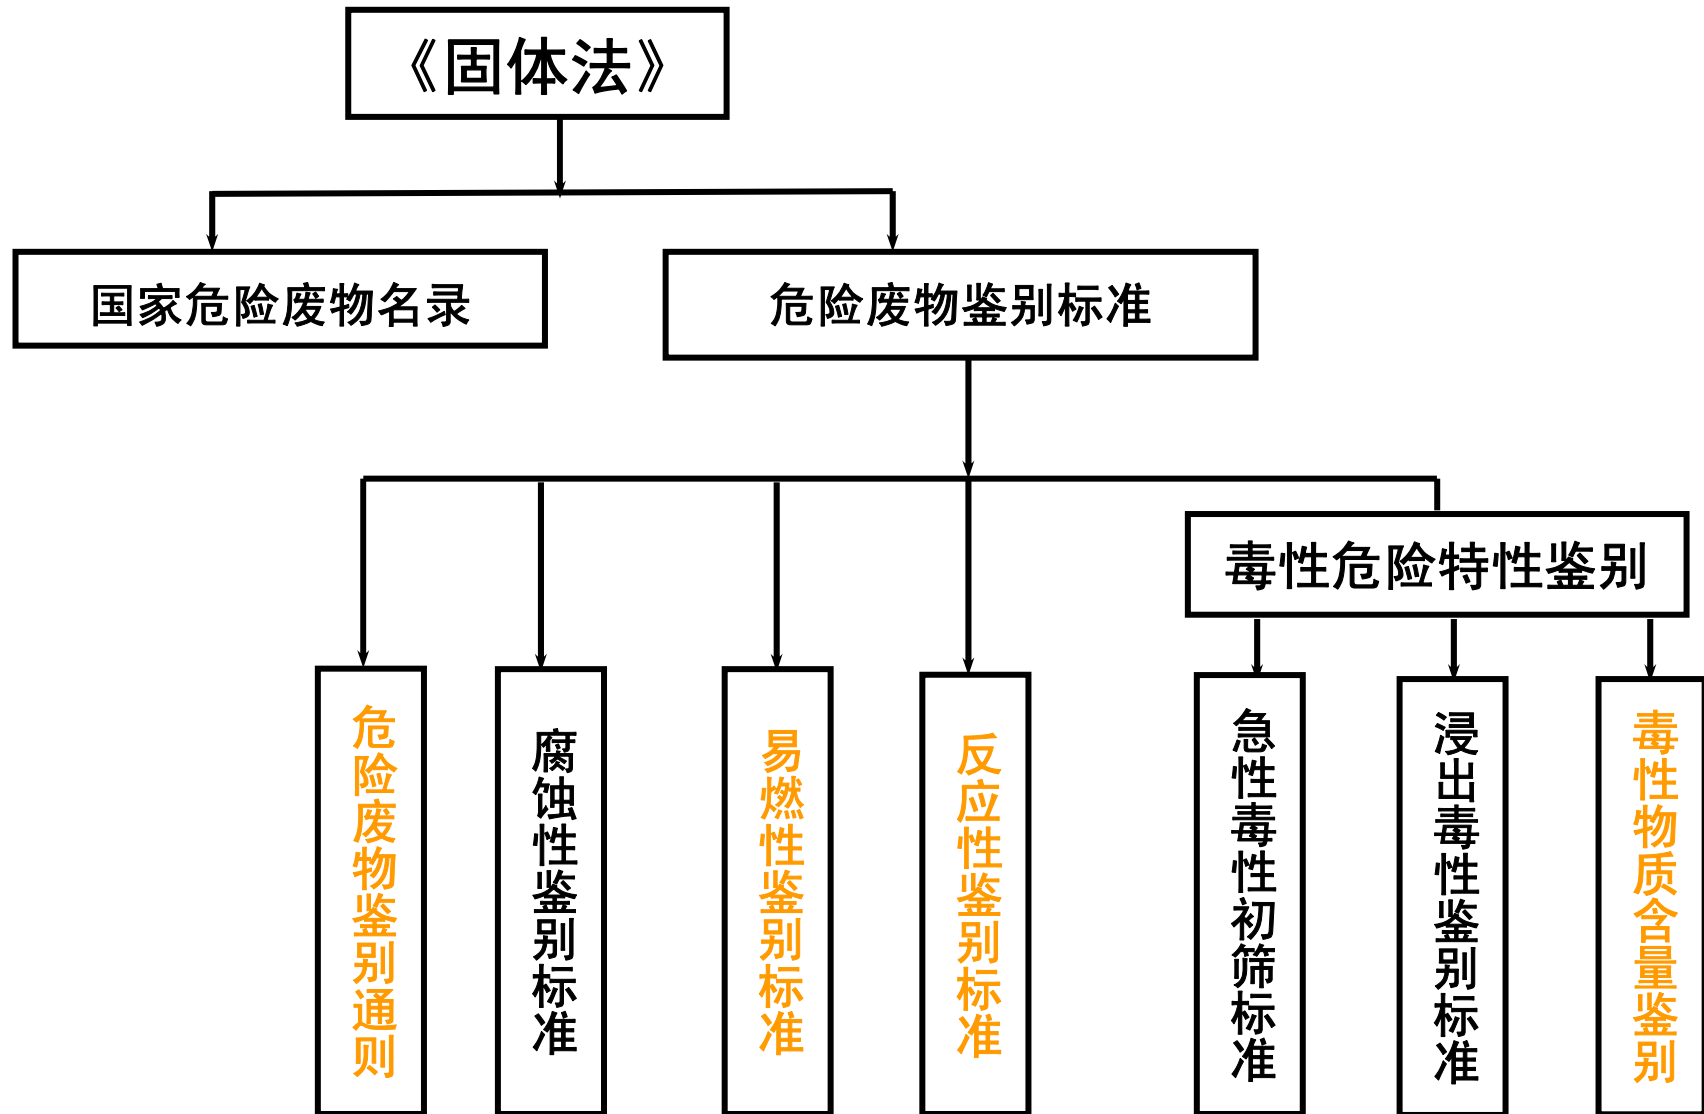 《固体法》
国家危险废物名录
危险废物鉴别标准
毒性危险特性鉴别
危险废物鉴别通则
腐蚀性鉴别标准
易燃性鉴别标准
反应性鉴别标准
急性毒性初筛标准
浸出毒性鉴别标准
毒性物质含量鉴别